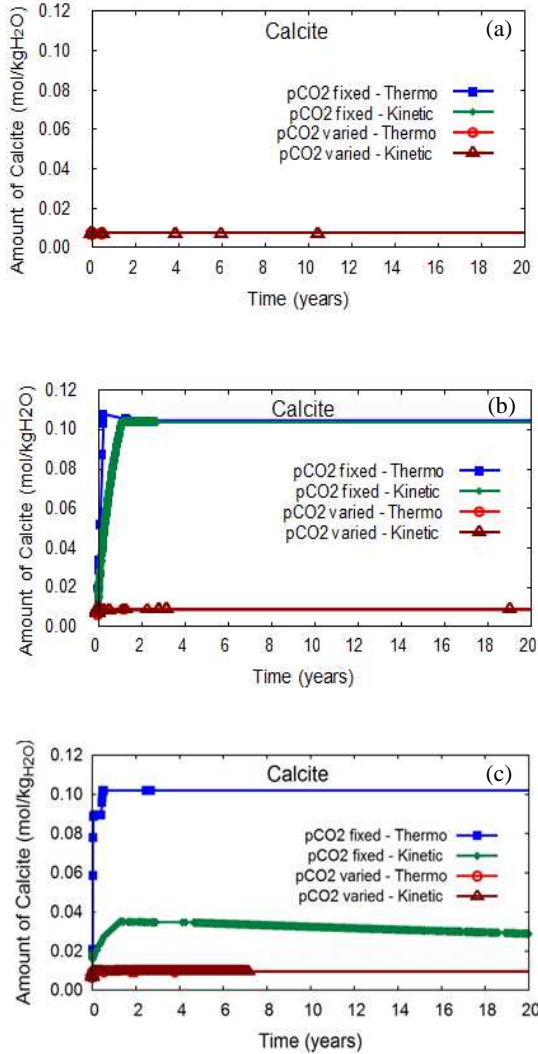 Calcite (a)
pCO2 fixed - Thermo
pCO2 fixed - Kinetic
pCO2 varied - Thermo
pCO2 varied - Kinetic
Amount of Calcite (mol/kgH2O)
0.12
0.10
0.08
0.06
0.04
0.02
0.00
0 2 4 6 8 10 12 14 16 18 20
Time (years)
Calcite (b)
pCO2 fixed - Thermo
pCO2 fixed - Kinetic
pCO2 varied - Thermo
pCO2 varied - Kinetic
Amount of Calcite (mol/kgH2O)
0.12
0.10
0.08
0.06
0.04
0.02
0.00
0 2 4 6 8 10 12 14 16 18 20
Time (years)
Calcite (c)
pCO2 fixed - Thermo
pCO2 fixed - Kinetic
pCO2 varied - Thermo
pCO2 varied - Kinetic
Amount of Calcite (mol/kgH2O)
0.12
0.10
0.08
0.06
0.04
0.02
0.00
0 2 4 6 8 10 12 14 16 18 20
Time (years)